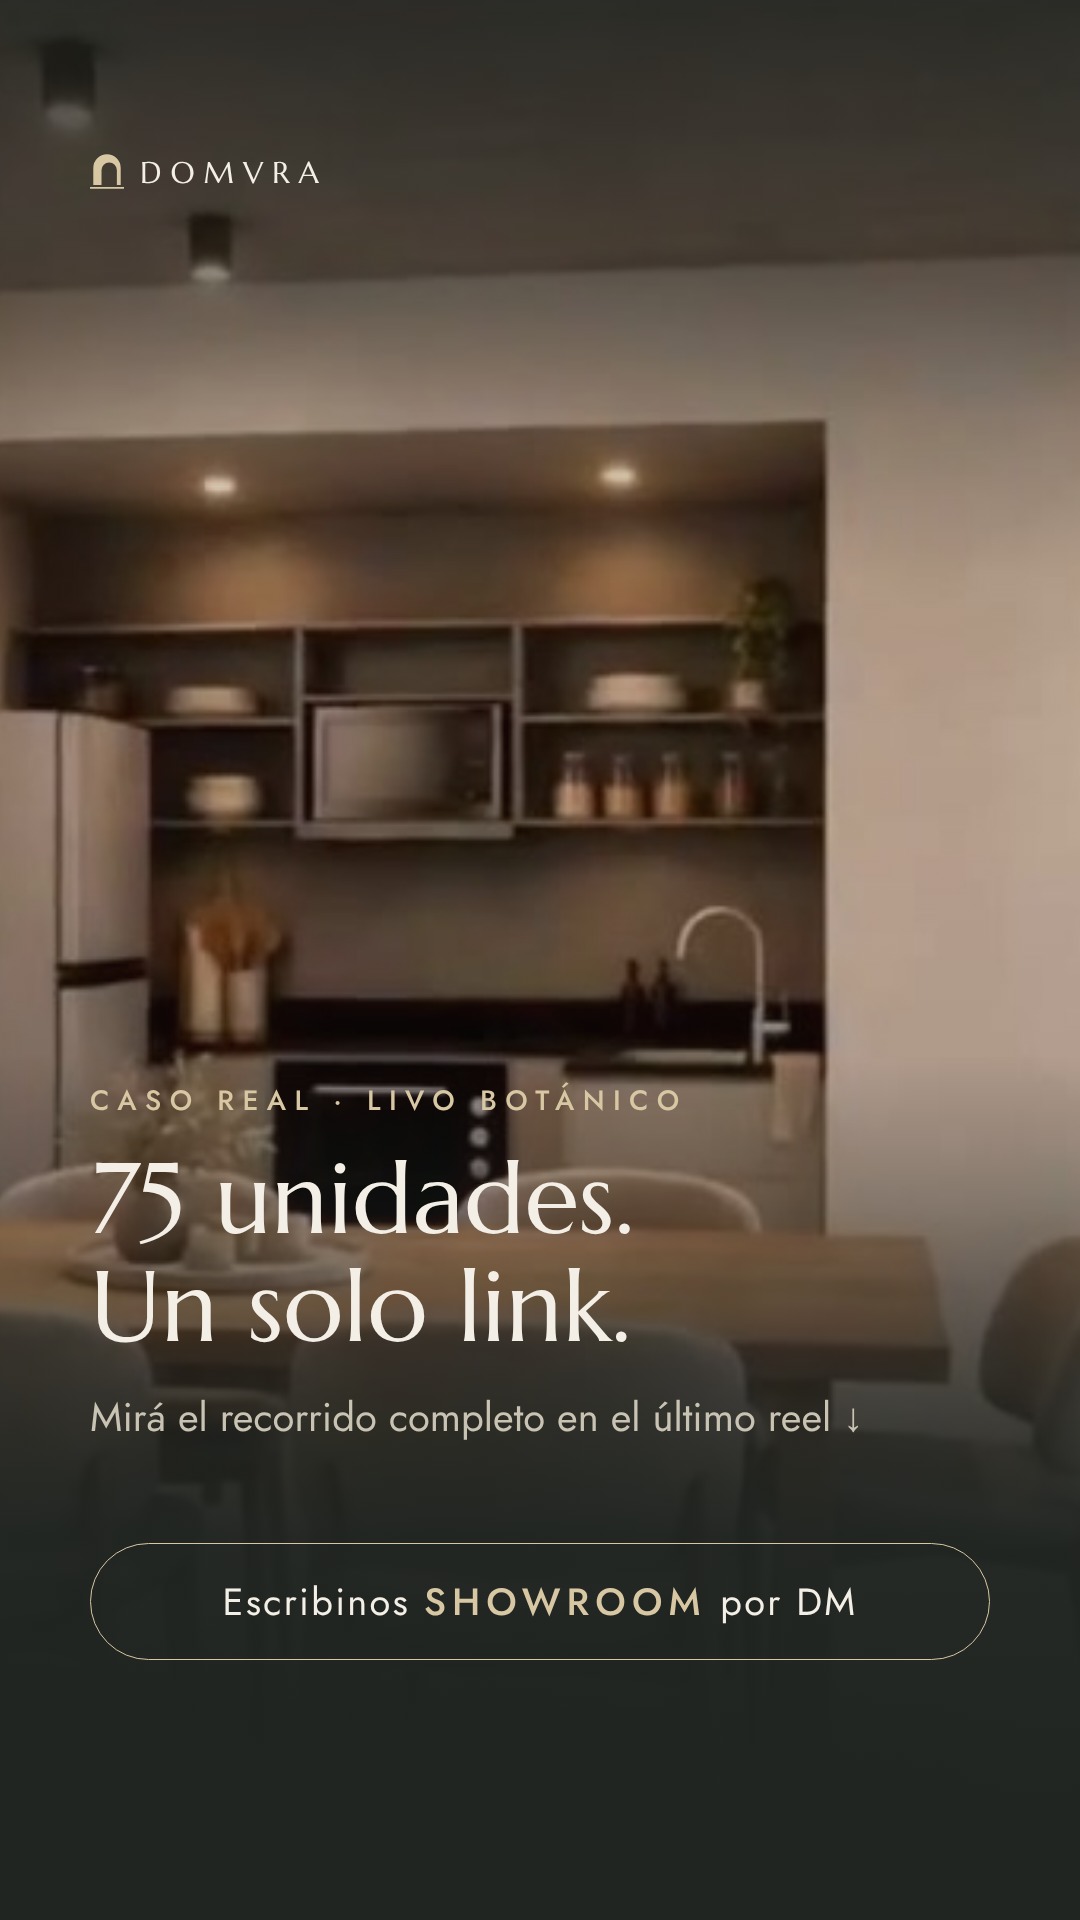 DOMVRA
CASO REAL · LIVO BOTÁNICO
75 unidades.
Un solo link.
Mirá el recorrido completo en el último reel ↓
Escribinos SHOWROOM por DM